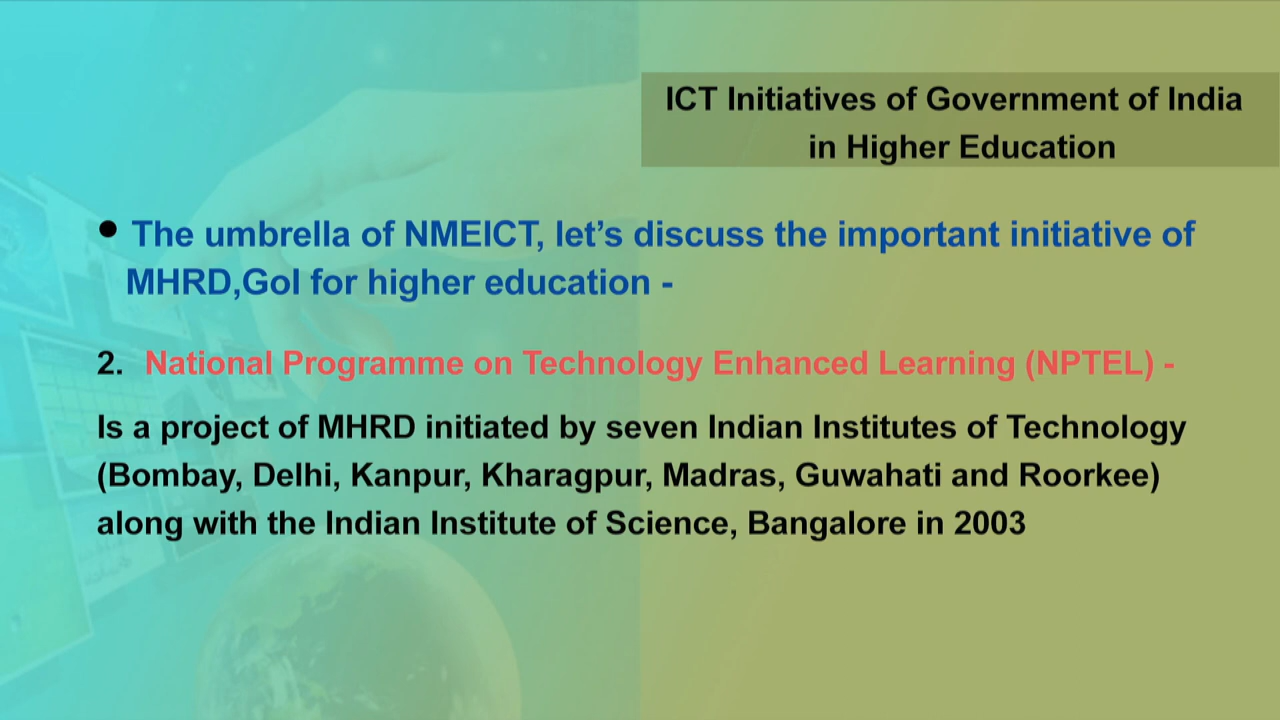 ICT Initiatives of Government of India
in Higher Education
● The umbrella of NMEICT, let's discuss the important initiative of
MHRD,GoI for higher education -
2. National Programme on Technology Enhanced Learning (NPTEL) -
Is a project of MHRD initiated by seven Indian Institutes of Technology
(Bombay, Delhi, Kanpur, Kharagpur, Madras, Guwahati and Roorkee)
along with the Indian Institute of Science, Bangalore in 2003